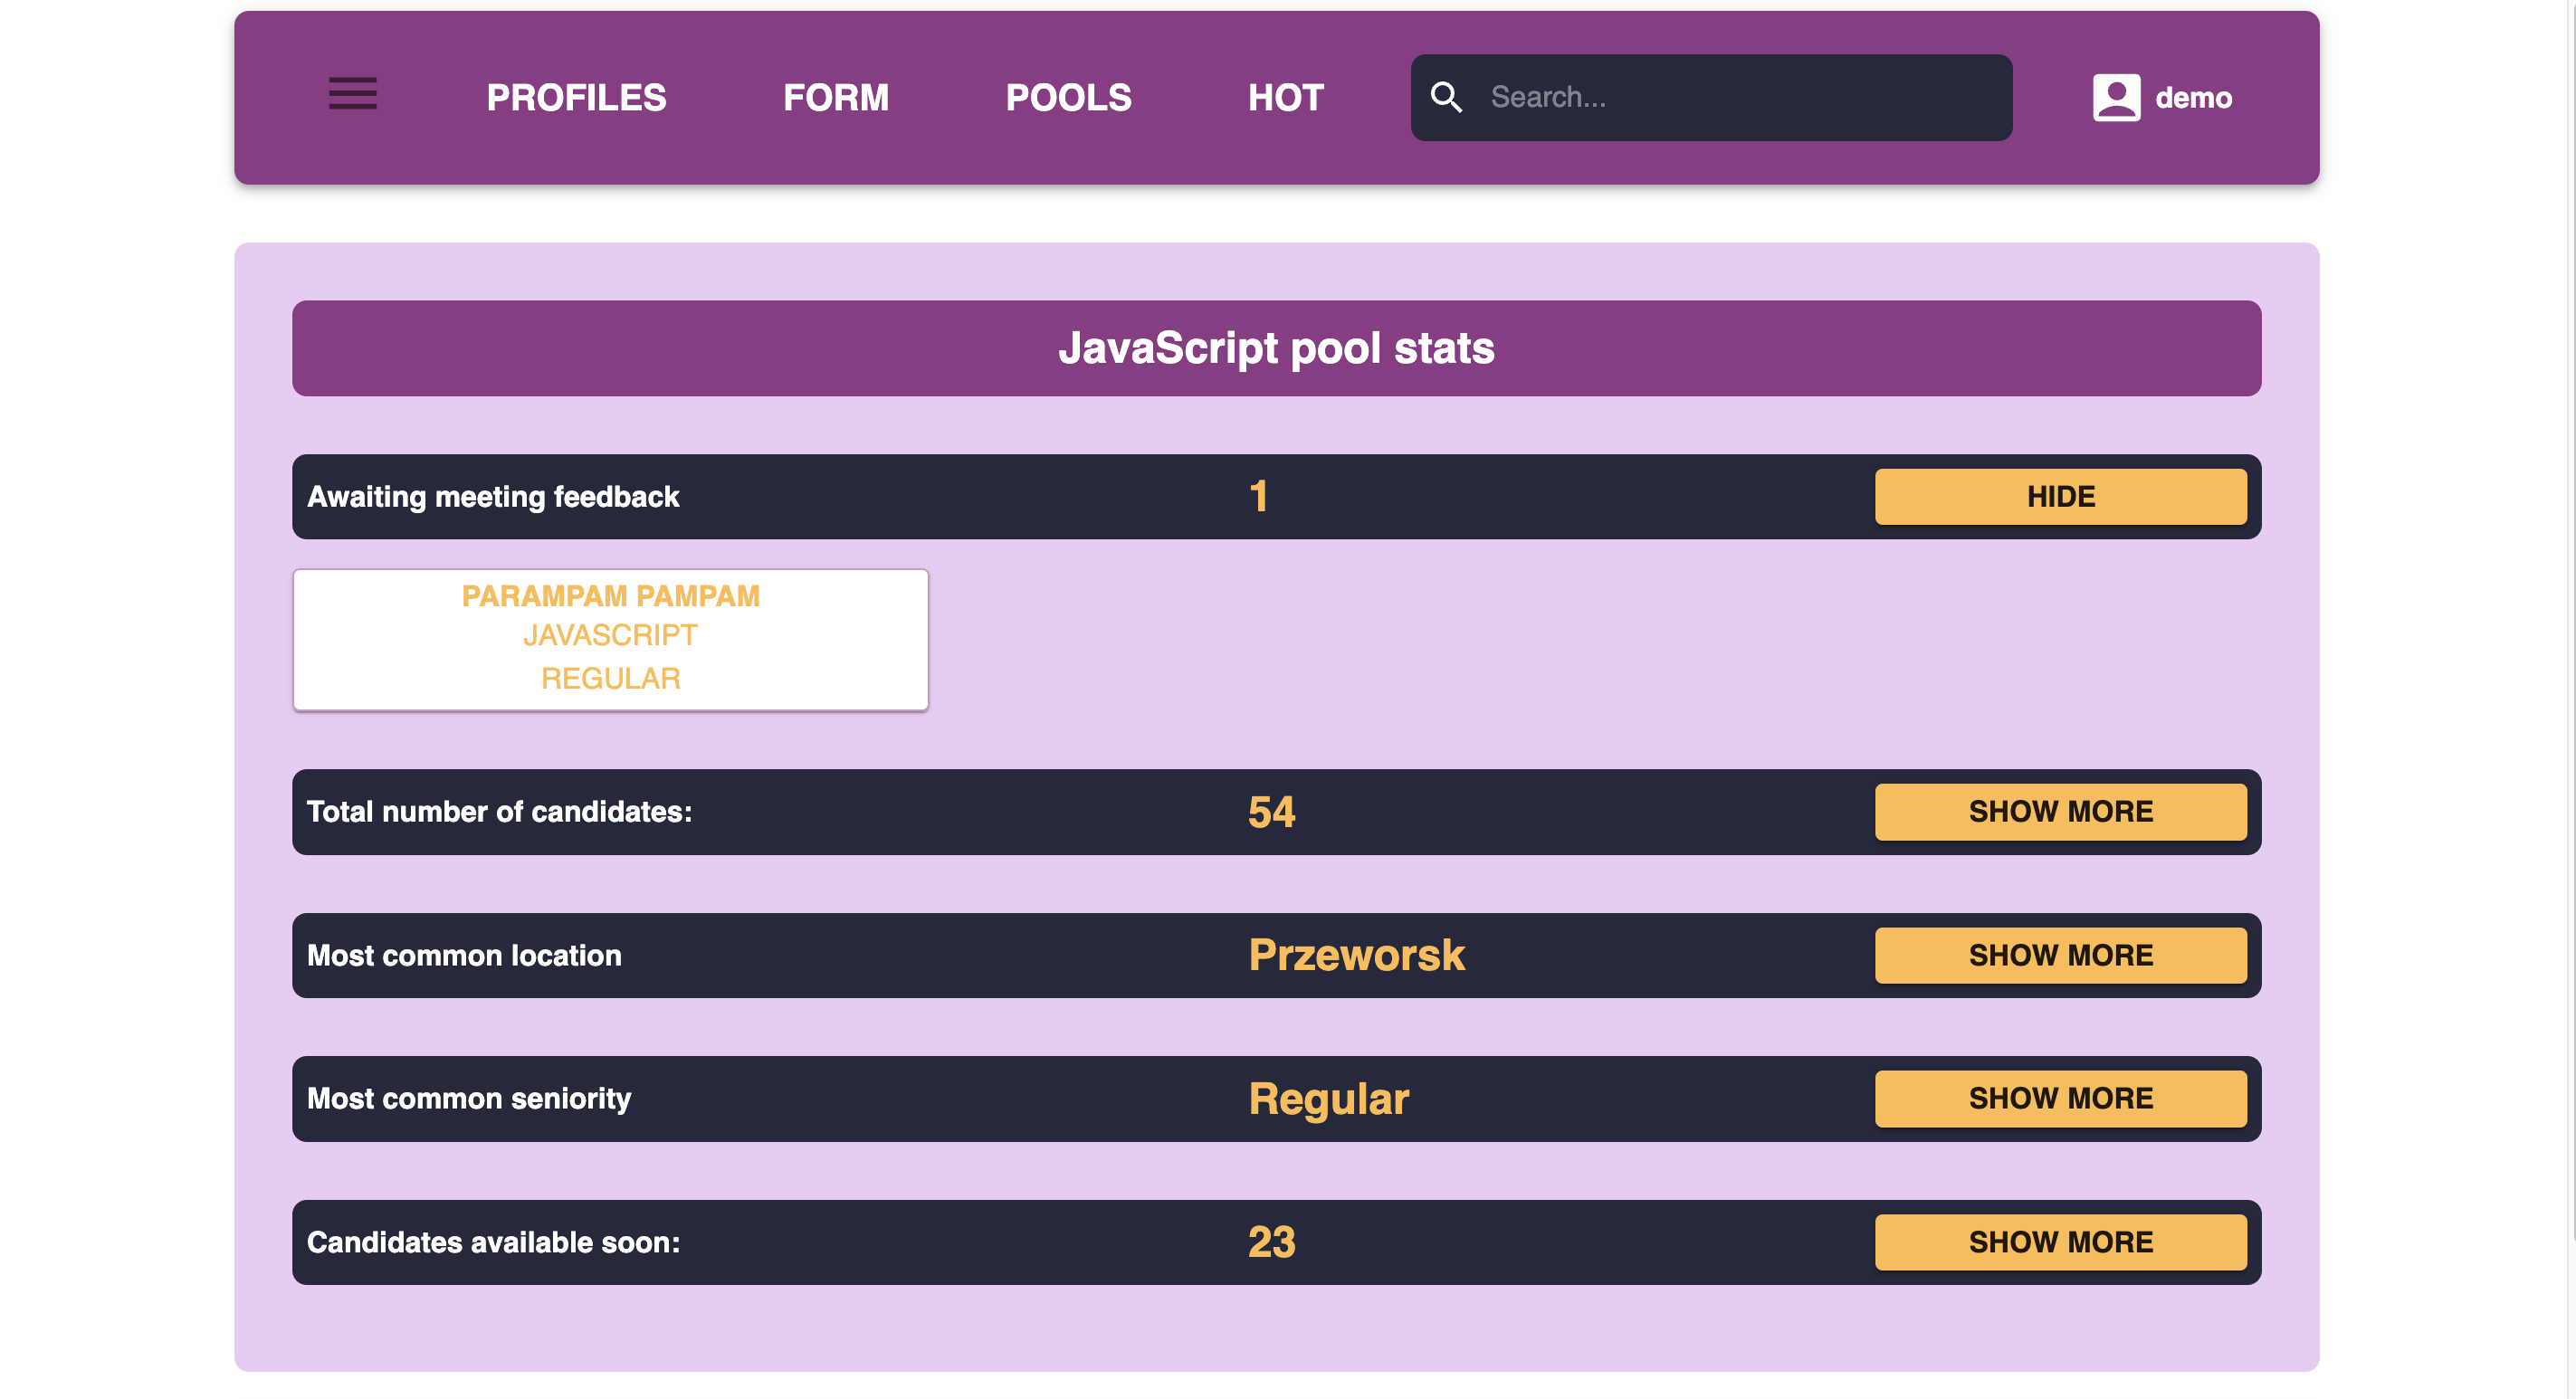 PROFILES FORM POOLS HOT Search... demo
JavaScript pool stats
Awaiting meeting feedback 1 HIDE
PARAMPAM PAMPAM
JAVASCRIPT
REGULAR
Total number of candidates: 54 SHOW MORE
Most common location Przeworsk SHOW MORE
Most common seniority Regular SHOW MORE
Candidates available soon: 23 SHOW MORE